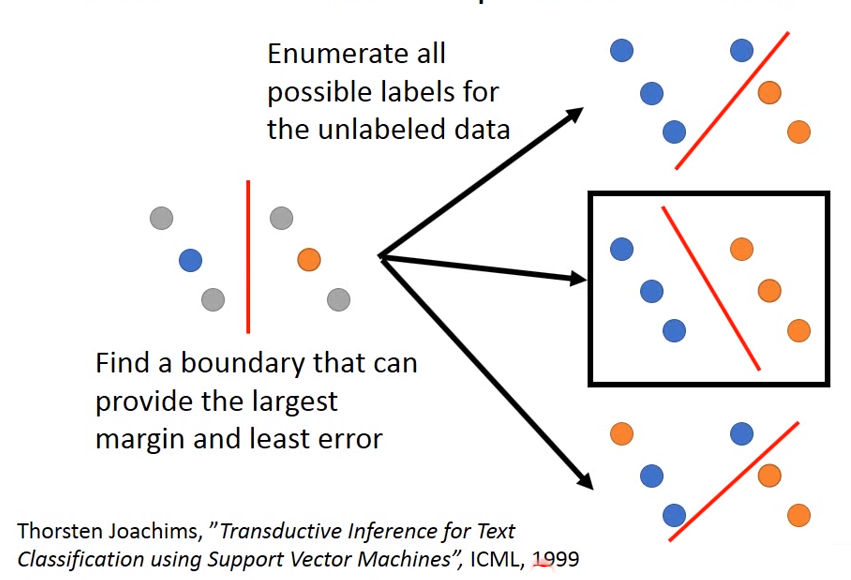 Enumerate all
possible labels for
the unlabeled data
Find a boundary that can
provide the largest
margin and least error
Thorsten Joachims, ”Transductive Inference for Text
Classification using Support Vector Machines”, ICML, 1999